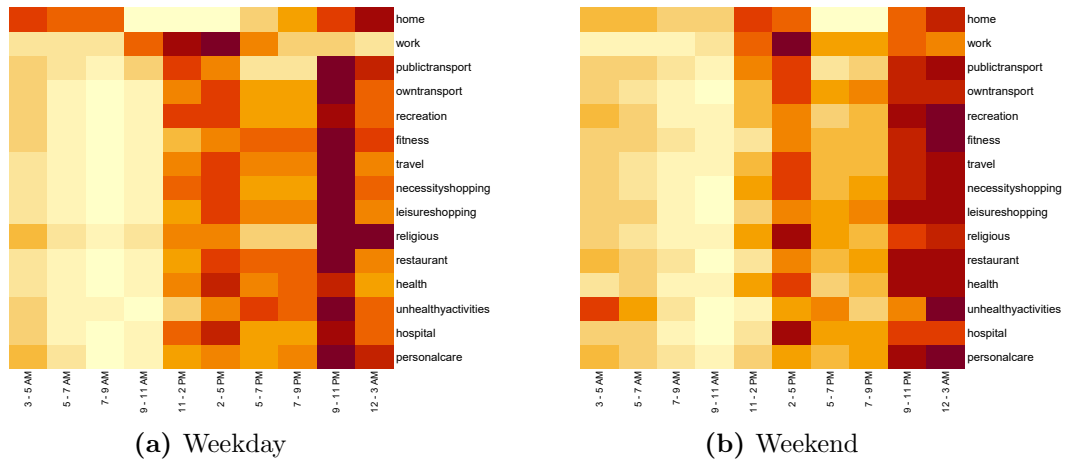 home
work
publictransport
owntransport
recreation
fitness
travel
necessityshopping
leisureshopping
religious
restaurant
health
unhealthyactivities
hospital
personalcare
3 - 5 AM
5 - 7 AM
7 - 9 AM
9 - 11 AM
11 - 2 PM
2 - 5 PM
5 - 7 PM
7 - 9 PM
9 - 11 PM
12 - 3 AM
(a) Weekday
home
work
publictransport
owntransport
recreation
fitness
travel
necessityshopping
leisureshopping
religious
restaurant
health
unhealthyactivities
hospital
personalcare
3 - 5 AM
5 - 7 AM
7 - 9 AM
9 - 11 AM
11 - 2 PM
2 - 5 PM
5 - 7 PM
7 - 9 PM
9 - 11 PM
12 - 3 AM
(b) Weekend